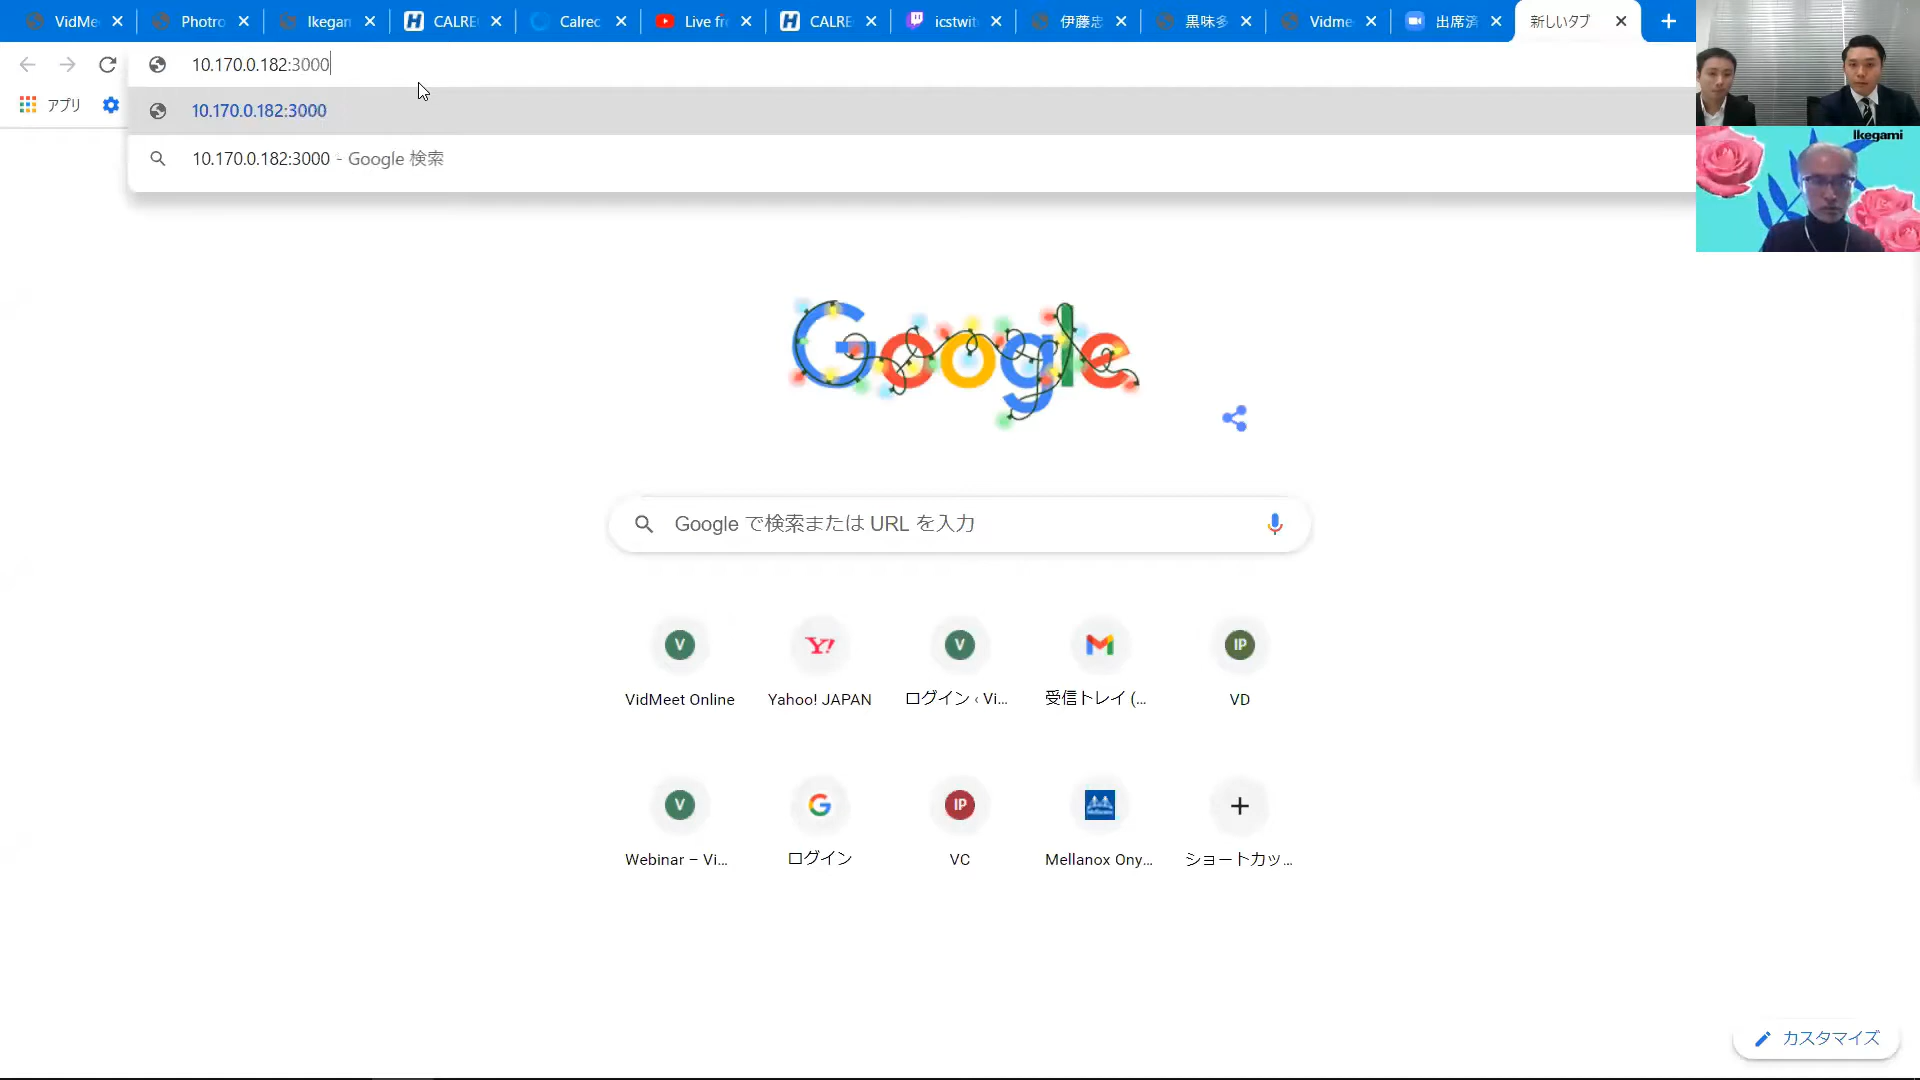 VidMe
Photro
Ikegan
CALRE
Calrec
Live fr
CALRE
icstwit
伊藤忠
黒味多
Vidme
出席済
新しいタブ
10.170.0.182:3000
アプリ
10.170.0.182:3000
10.170.0.182:3000 - Google 検索
Ikegami
Google
Google で検索または URL を入力
VidMeet Online
Yahoo! JAPAN
ログイン ‹ Vi...
受信トレイ (...
VD
Webinar – Vi...
ログイン
VC
Mellanox Ony...
ショートカッ...
カスタマイズ